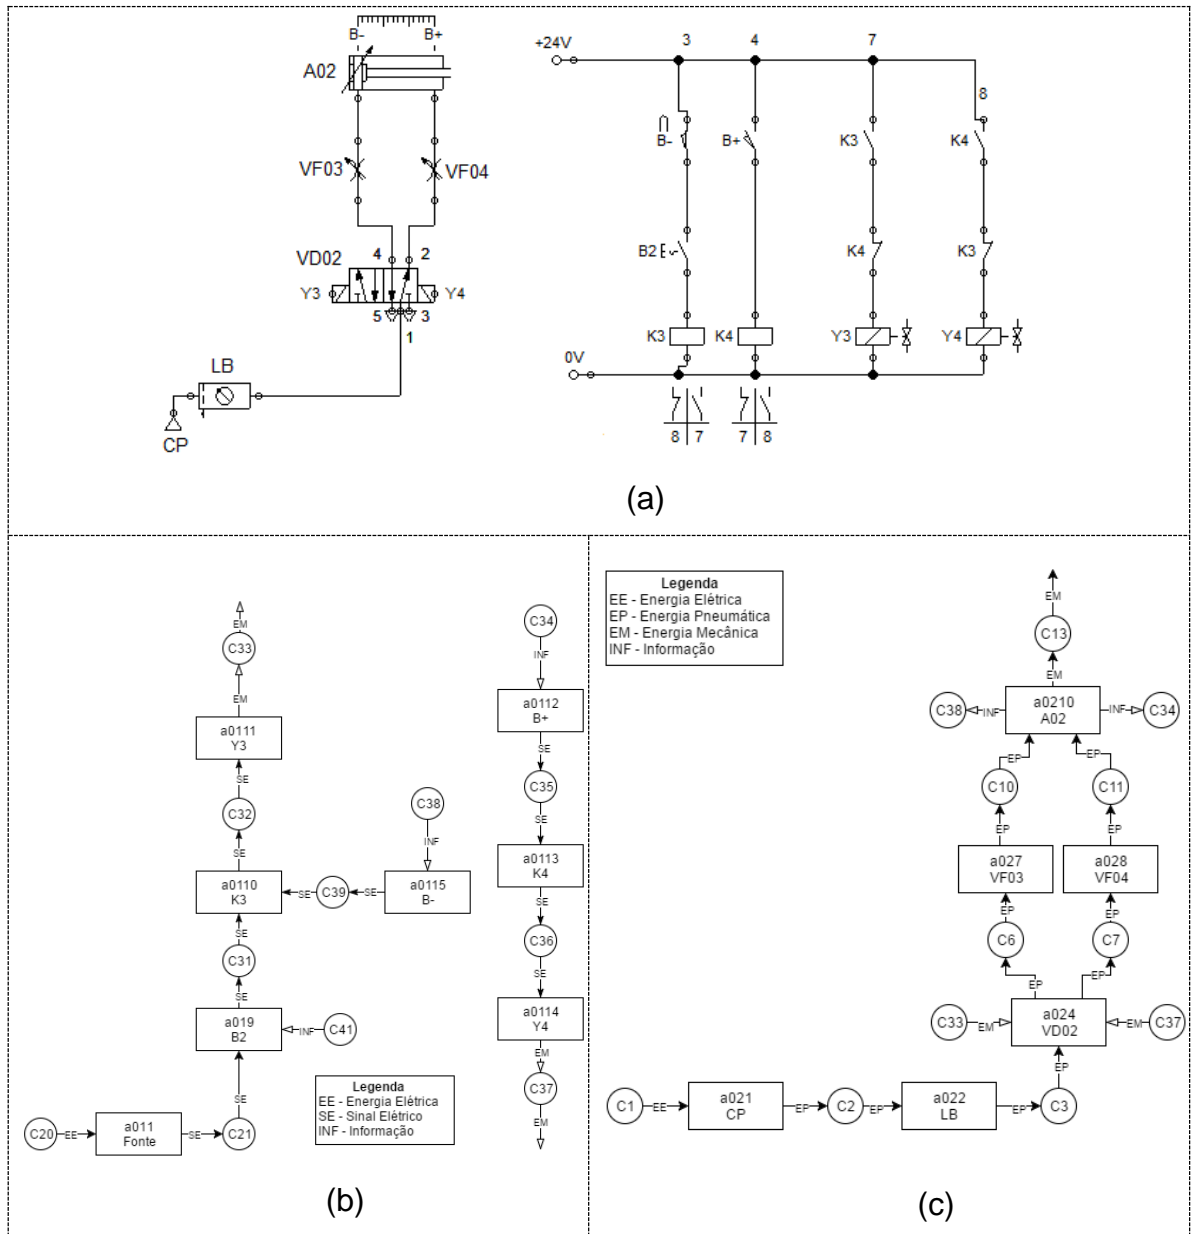 B- B+
A02
VF03 VF04
VD02 4 2
Y3 Y4
5 3
1
LB
CP
+24V 3 4 7
8
B- B+ K3 K4
B2 K4 K3
K3 K4 Y3 Y4
0V
8 7 7 8
(a)
EM
C33
EM
a0111
Y3
SE
C32
SE
a0110
K3
SE
C39
SE
a0115
B-
INF
C38
SE
C31
SE
a019
B2
INF
C41
SE
C21
SE
a011
Fonte
EE
C20
C34
INF
a0112
B+
SE
C35
SE
a0113
K4
SE
C36
SE
a0114
Y4
EM
C37
EM
Legenda
EE - Energia Elétrica
SE - Sinal Elétrico
INF - Informação
(b)
Legenda
EE - Energia Elétrica
EP - Energia Pneumática
EM - Energia Mecânica
INF - Informação
EM
C13
EM
C38 INF
a0210
A02
INF C34
EP EP
C10 C11
EP EP
a027
VF03
a028
VF04
EP EP
C6 C7
EP EP
C33 EM
a024
VD02
EM C37
EP
C1 EE
a021
CP
EP C2 EP
a022
LB
EP C3
(c)